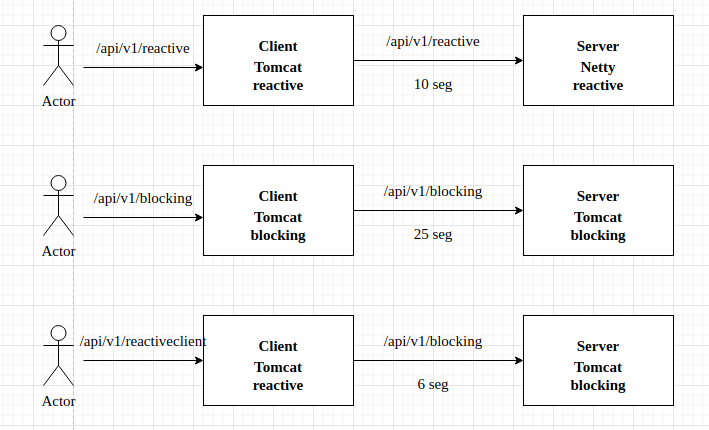 /api/v1/reactive
Client
Tomcat
reactive
/api/v1/reactive
10 seg
Server
Netty
reactive
Actor
/api/v1/blocking
Client
Tomcat
blocking
/api/v1/blocking
25 seg
Server
Tomcat
blocking
Actor
/api/v1/reactiveclient
Client
Tomcat
reactive
/api/v1/blocking
6 seg
Server
Tomcat
blocking
Actor